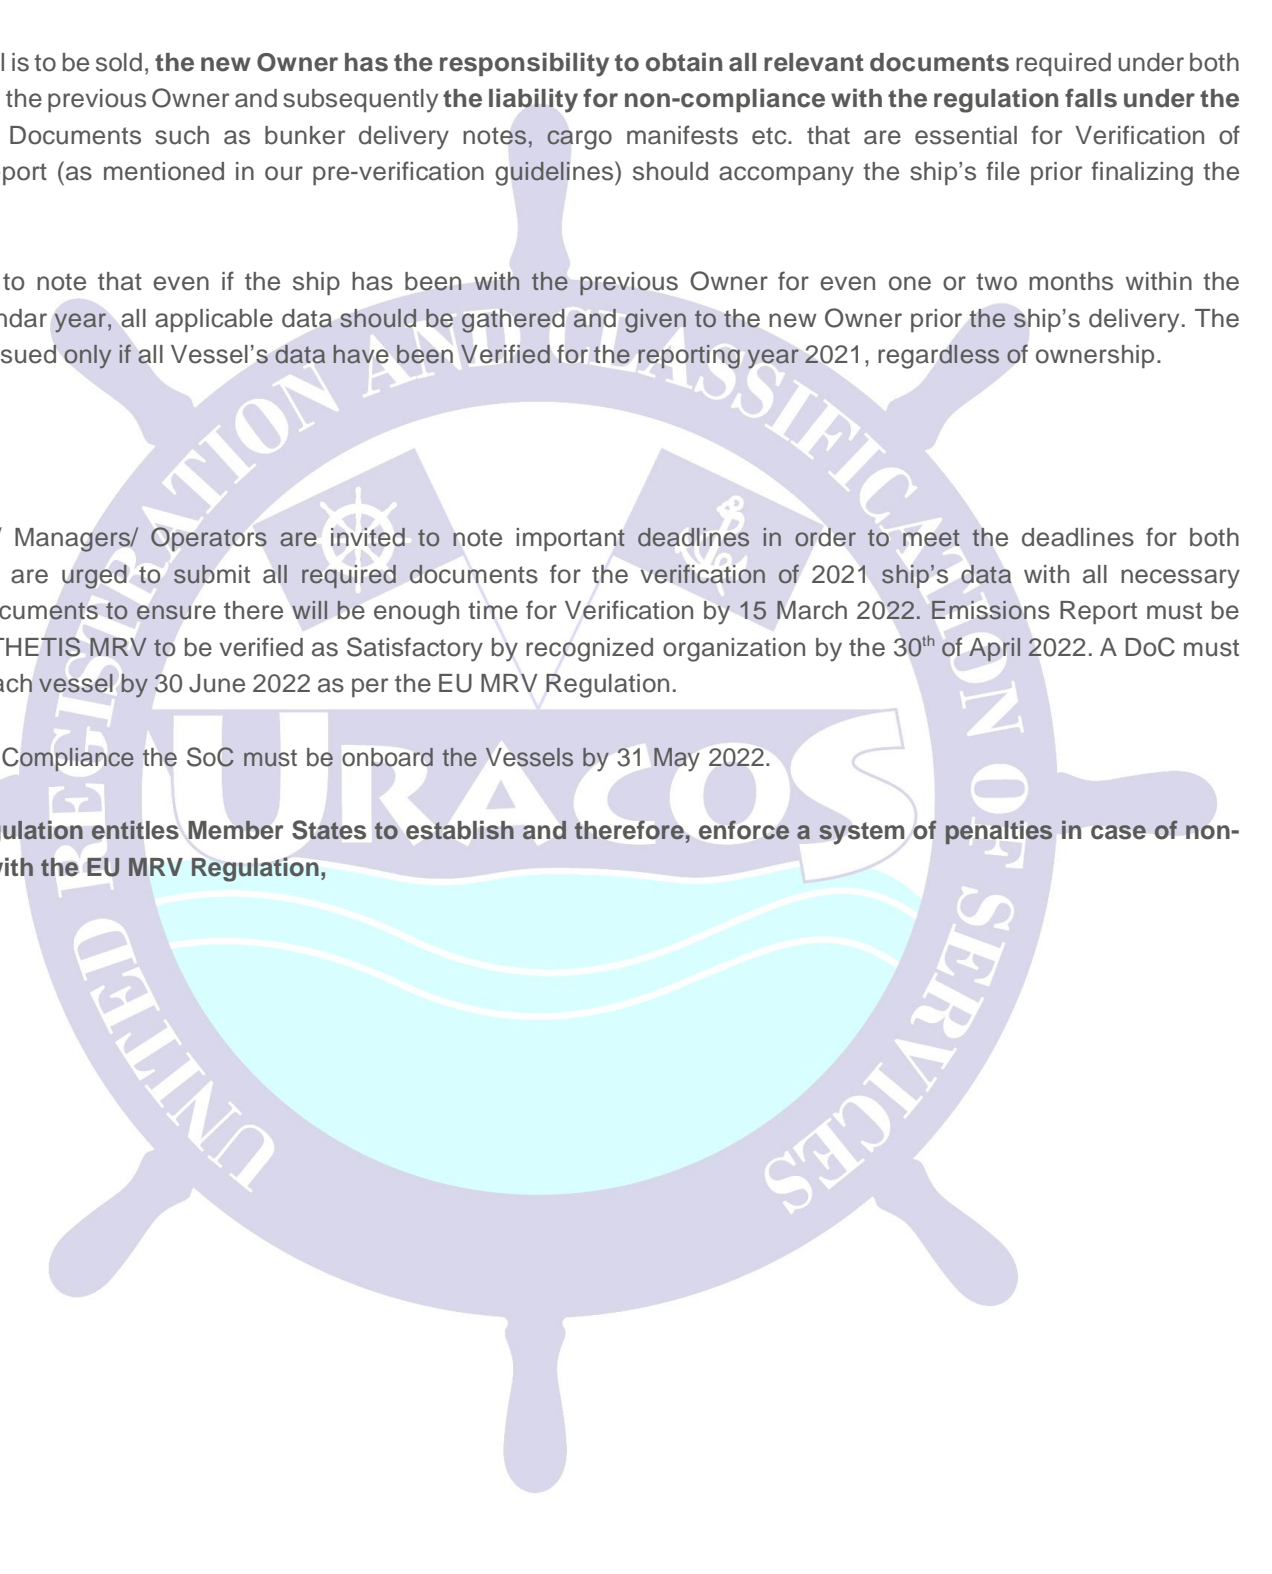 l is to be sold, the new Owner has the responsibility to obtain all relevant documents required under both
the previous Owner and subsequently the liability for non-compliance with the regulation falls under the
Documents such as bunker delivery notes, cargo manifests etc. that are essential for Verification of
port (as mentioned in our pre-verification guidelines) should accompany the ship's file prior finalizing the
to note that even if the ship has been with the previous Owner for even one or two months within the
ndar year, all applicable data should be gathered and given to the new Owner prior the ship's delivery. The
ssued only if all Vessel's data have been Verified for the reporting year 2021, regardless of ownership.
/ Managers/ Operators are invited to note important deadlines in order to meet the deadlines for both
are urged to submit all required documents for the verification of 2021 ship's data with all necessary
ocuments to ensure there will be enough time for Verification by 15 March 2022. Emissions Report must be
THETIS MRV to be verified as Satisfactory by recognized organization by the 30th of April 2022. A DoC must
ach vessel by 30 June 2022 as per the EU MRV Regulation.
Compliance the SoC must be onboard the Vessels by 31 May 2022.
gulation entitles Member States to establish and therefore, enforce a system of penalties in case of non-
with the EU MRV Regulation,
UNITED REGISTRATION AND CLASSIFICATION OF SERVICES
URACOS